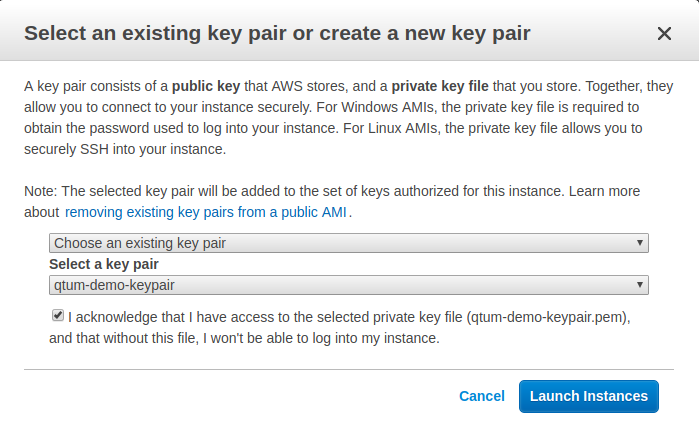 Select an existing key pair or create a new key pair
A key pair consists of a public key that AWS stores, and a private key file that you store. Together, they
allow you to connect to your instance securely. For Windows AMIs, the private key file is required to
obtain the password used to log into your instance. For Linux AMIs, the private key file allows you to
securely SSH into your instance.
Note: The selected key pair will be added to the set of keys authorized for this instance. Learn more
about removing existing key pairs from a public AMI.
Choose an existing key pair
Select a key pair
qtum-demo-keypair
I acknowledge that I have access to the selected private key file (qtum-demo-keypair.pem),
and that without this file, I won't be able to log into my instance.
Cancel Launch Instances